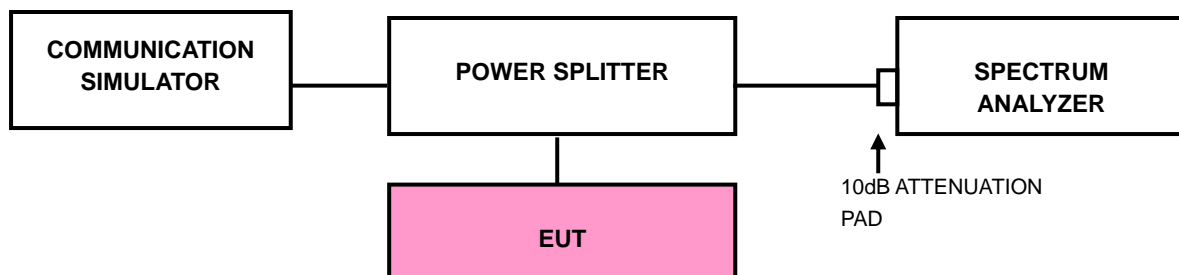 COMMUNICATION
SIMULATOR
POWER SPLITTER
SPECTRUM
ANALYZER
10dB ATTENUATION
PAD
EUT